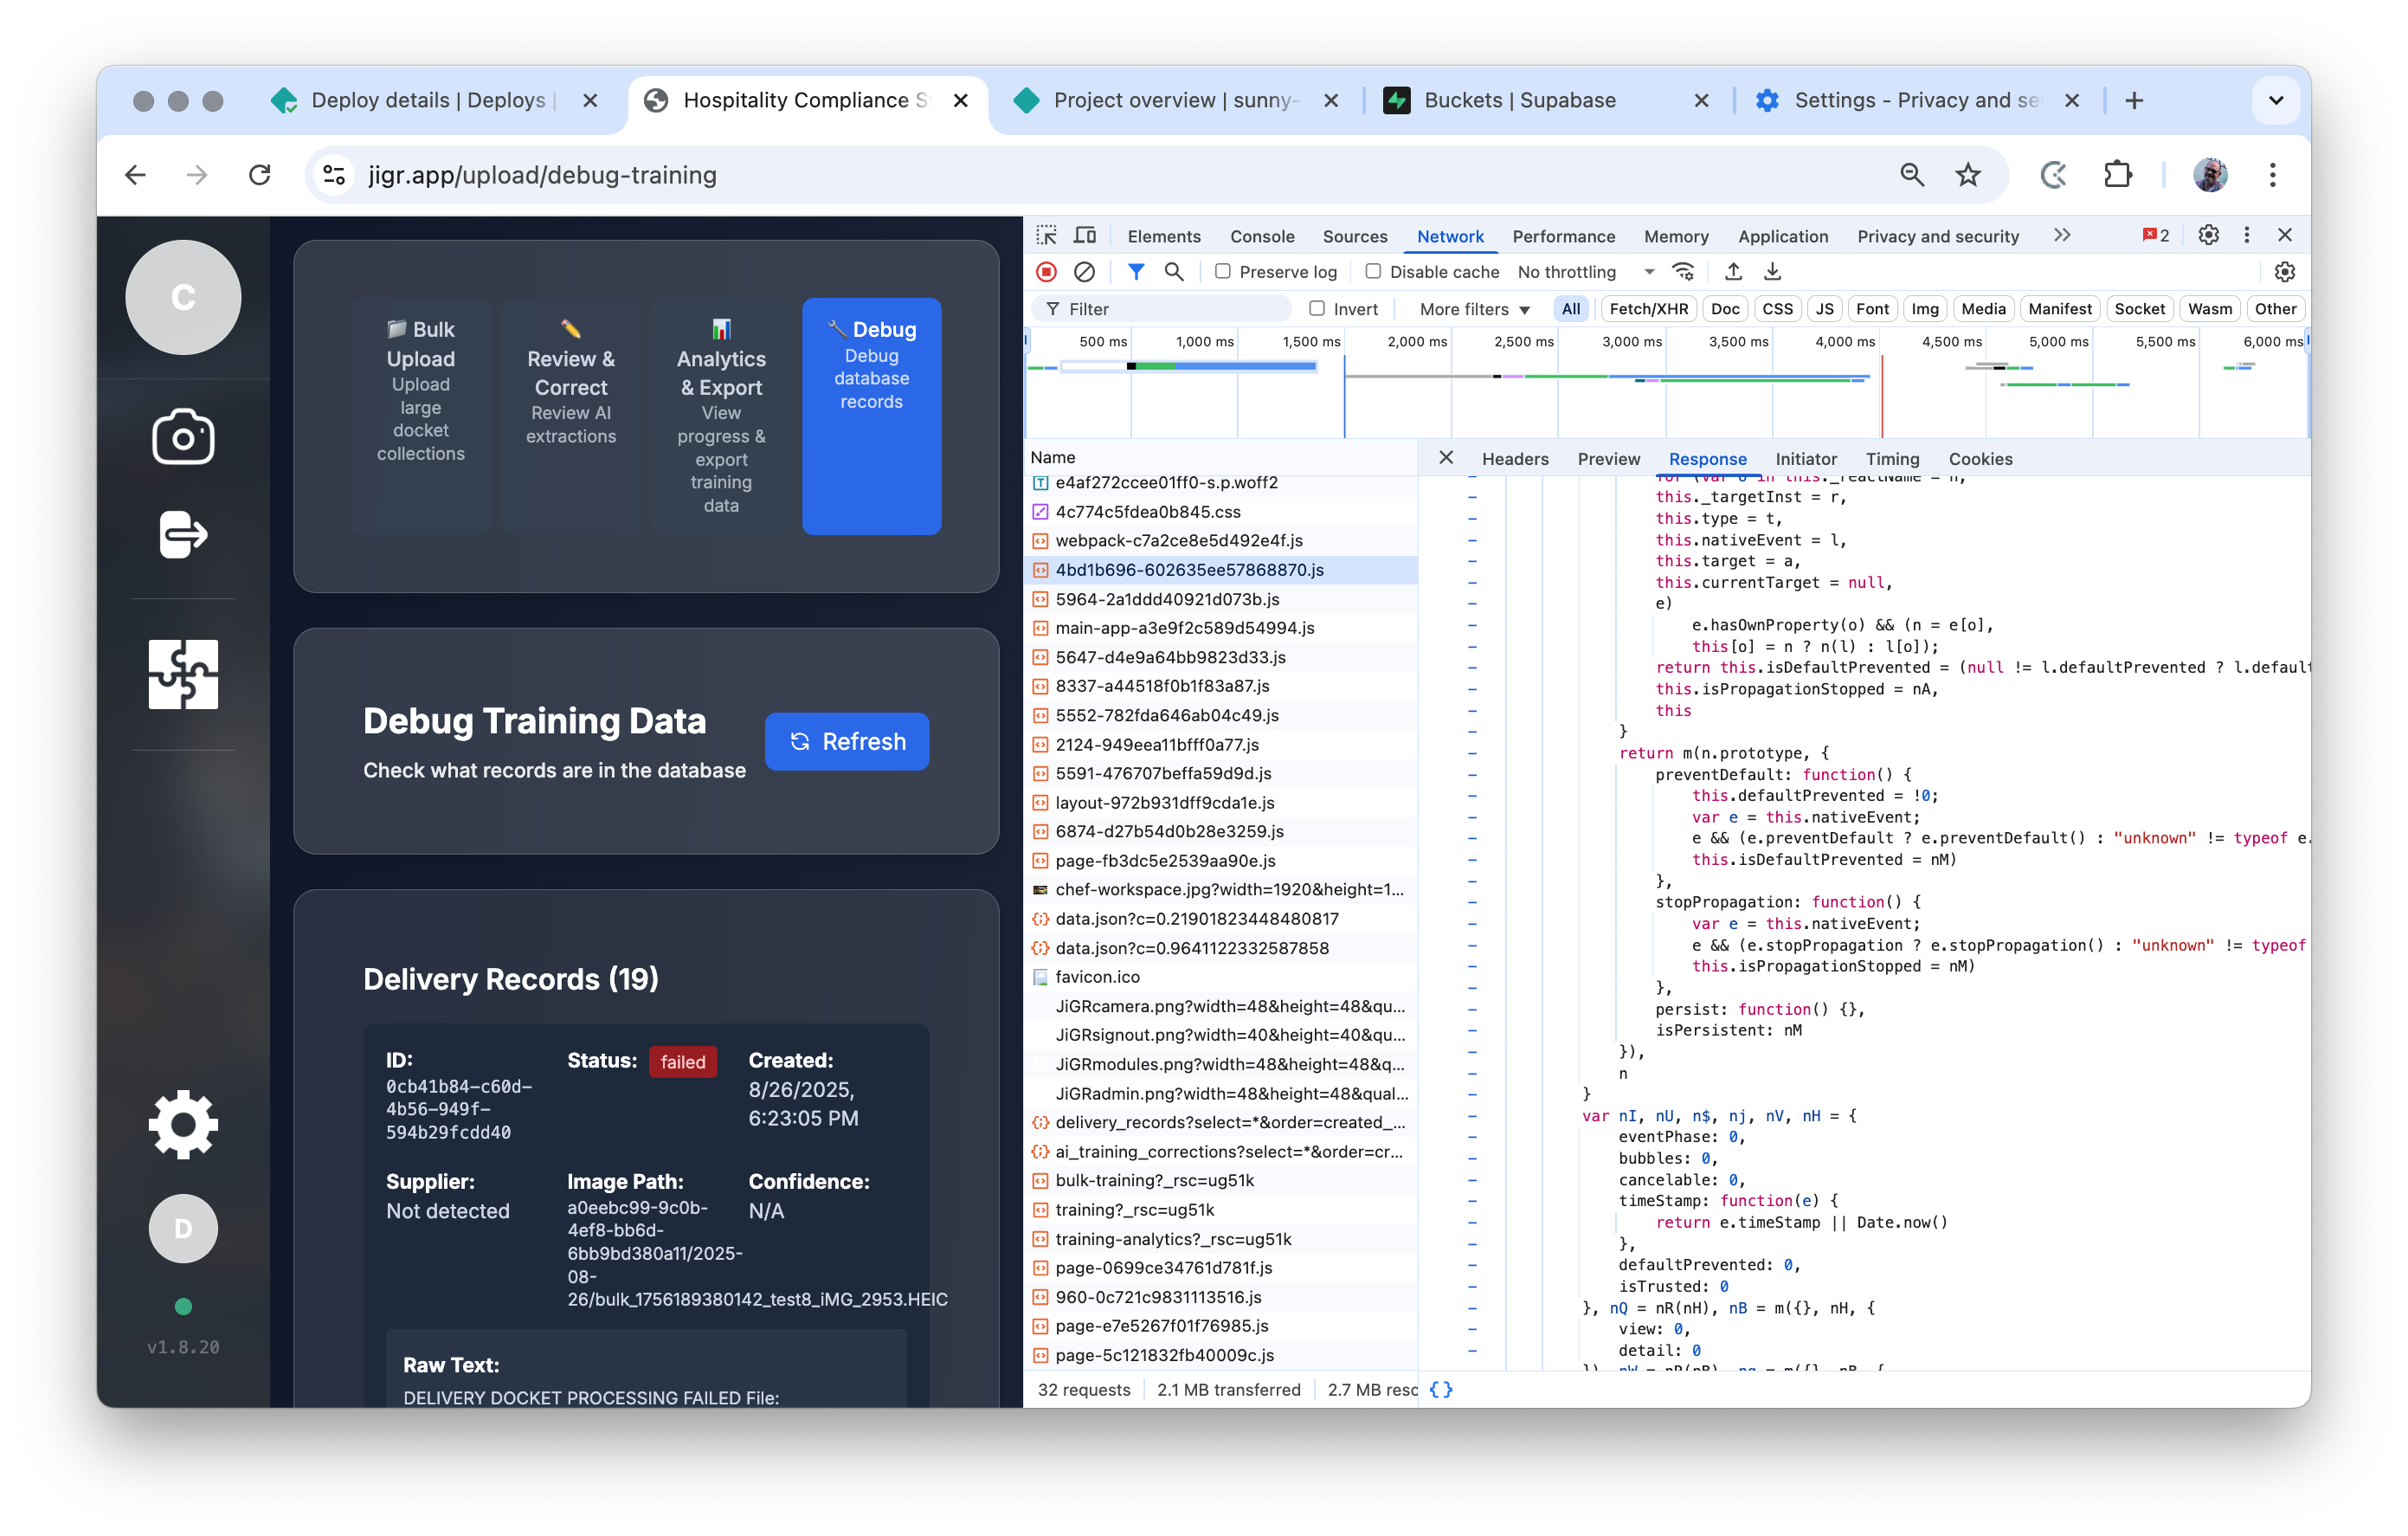 Deploy details | Deploys |
Hospitality Compliance S
Project overview | sunny-
Buckets | Supabase
Settings - Privacy and se
jigr.app/upload/debug-training
C
Bulk
Upload
Upload
large
docket
collections
Review &
Correct
Review AI
extractions
Analytics
& Export
View
progress &
export
training
data
Debug
Debug
database
records
Debug Training Data
Check what records are in the database
Refresh
Delivery Records (19)
ID:
0cb41b84-c60d-
4b56-949f-
594b29fcdd40
Status: failed
Created:
8/26/2025,
6:23:05 PM
Supplier:
Not detected
Image Path:
a0eebc99-9c0b-
4ef8-bb6d-
6bb9bd380a11/2025-
08-
26/bulk_1756189380142_test8_iMG_2953.HEIC
Confidence:
N/A
Raw Text:
DELIVERY DOCKET PROCESSING FAILED File:
D
v1.8.20
Elements Console Sources Network Performance Memory Application Privacy and security 2
Preserve log Disable cache No throttling
Filter Invert More filters All Fetch/XHR Doc CSS JS Font Img Media Manifest Socket Wasm Other
500 ms 1,000 ms 1,500 ms 2,000 ms 2,500 ms 3,000 ms 3,500 ms 4,000 ms 4,500 ms 5,000 ms 5,500 ms 6,000 ms
Name
e4af272ccee01ff0-s.p.woff2
4c774c5fdea0b845.css
webpack-c7a2ce8e5d492e4f.js
4bd1b696-602635ee57868870.js
5964-2a1ddd40921d073b.js
main-app-a3e9f2c589d54994.js
5647-d4e9a64bb9823d33.js
8337-a44518f0b1f83a87.js
5552-782fda646ab04c49.js
2124-949eea11bfff0a77.js
5591-476707beffa59d9d.js
layout-972b931dff9cda1e.js
6874-d27b54d0b28e3259.js
page-fb3dc5e2539aa90e.js
chef-workspace.jpg?width=1920&height=1...
data.json?c=0.21901823448480817
data.json?c=0.9641122332587858
favicon.ico
JiGRcamera.png?width=48&height=48&qu...
JiGRsignout.png?width=40&height=40&qu...
JiGRmodules.png?width=48&height=48&q...
JiGRadmin.png?width=48&height=48&qual...
delivery_records?select=*&order=created_...
ai_training_corrections?select=*&order=cr...
bulk-training?_rsc=ug51k
training?_rsc=ug51k
training-analytics?_rsc=ug51k
page-0699ce34761d781f.js
960-0c721c9831113516.js
page-e7e5267f01f76985.js
page-5c121832fb40009c.js
32 requests 2.1 MB transferred 2.7 MB reso
Headers Preview Response Initiator Timing Cookies
for (var o in this._reactName = n,
this._targetInst = r,
this.type = t,
this.nativeEvent = l,
this.target = a,
this.currentTarget = null,
e)
e.hasOwnProperty(o) && (n = e[o],
this[o] = n ? n(l) : l[o]);
return this.isDefaultPrevented = (null != l.defaultPrevented ? l.default
this.isPropagationStopped = nA,
this
}
return m(n.prototype, {
preventDefault: function() {
this.defaultPrevented = !0;
var e = this.nativeEvent;
e && (e.preventDefault ? e.preventDefault() : "unknown" != typeof e.
this.isDefaultPrevented = nM)
},
stopPropagation: function() {
var e = this.nativeEvent;
e && (e.stopPropagation ? e.stopPropagation() : "unknown" != typeof
this.isPropagationStopped = nM)
},
persist: function() {},
isPersistent: nM
}),
n
}
var nI, nU, n$, nj, nV, nH = {
eventPhase: 0,
bubbles: 0,
cancelable: 0,
timeStamp: function(e) {
return e.timeStamp || Date.now()
},
defaultPrevented: 0,
isTrusted: 0
}, nQ = nR(nH), nB = m({}, nH, {
view: 0,
detail: 0
}), nW = nR(nB), nq = m({}, nB, {